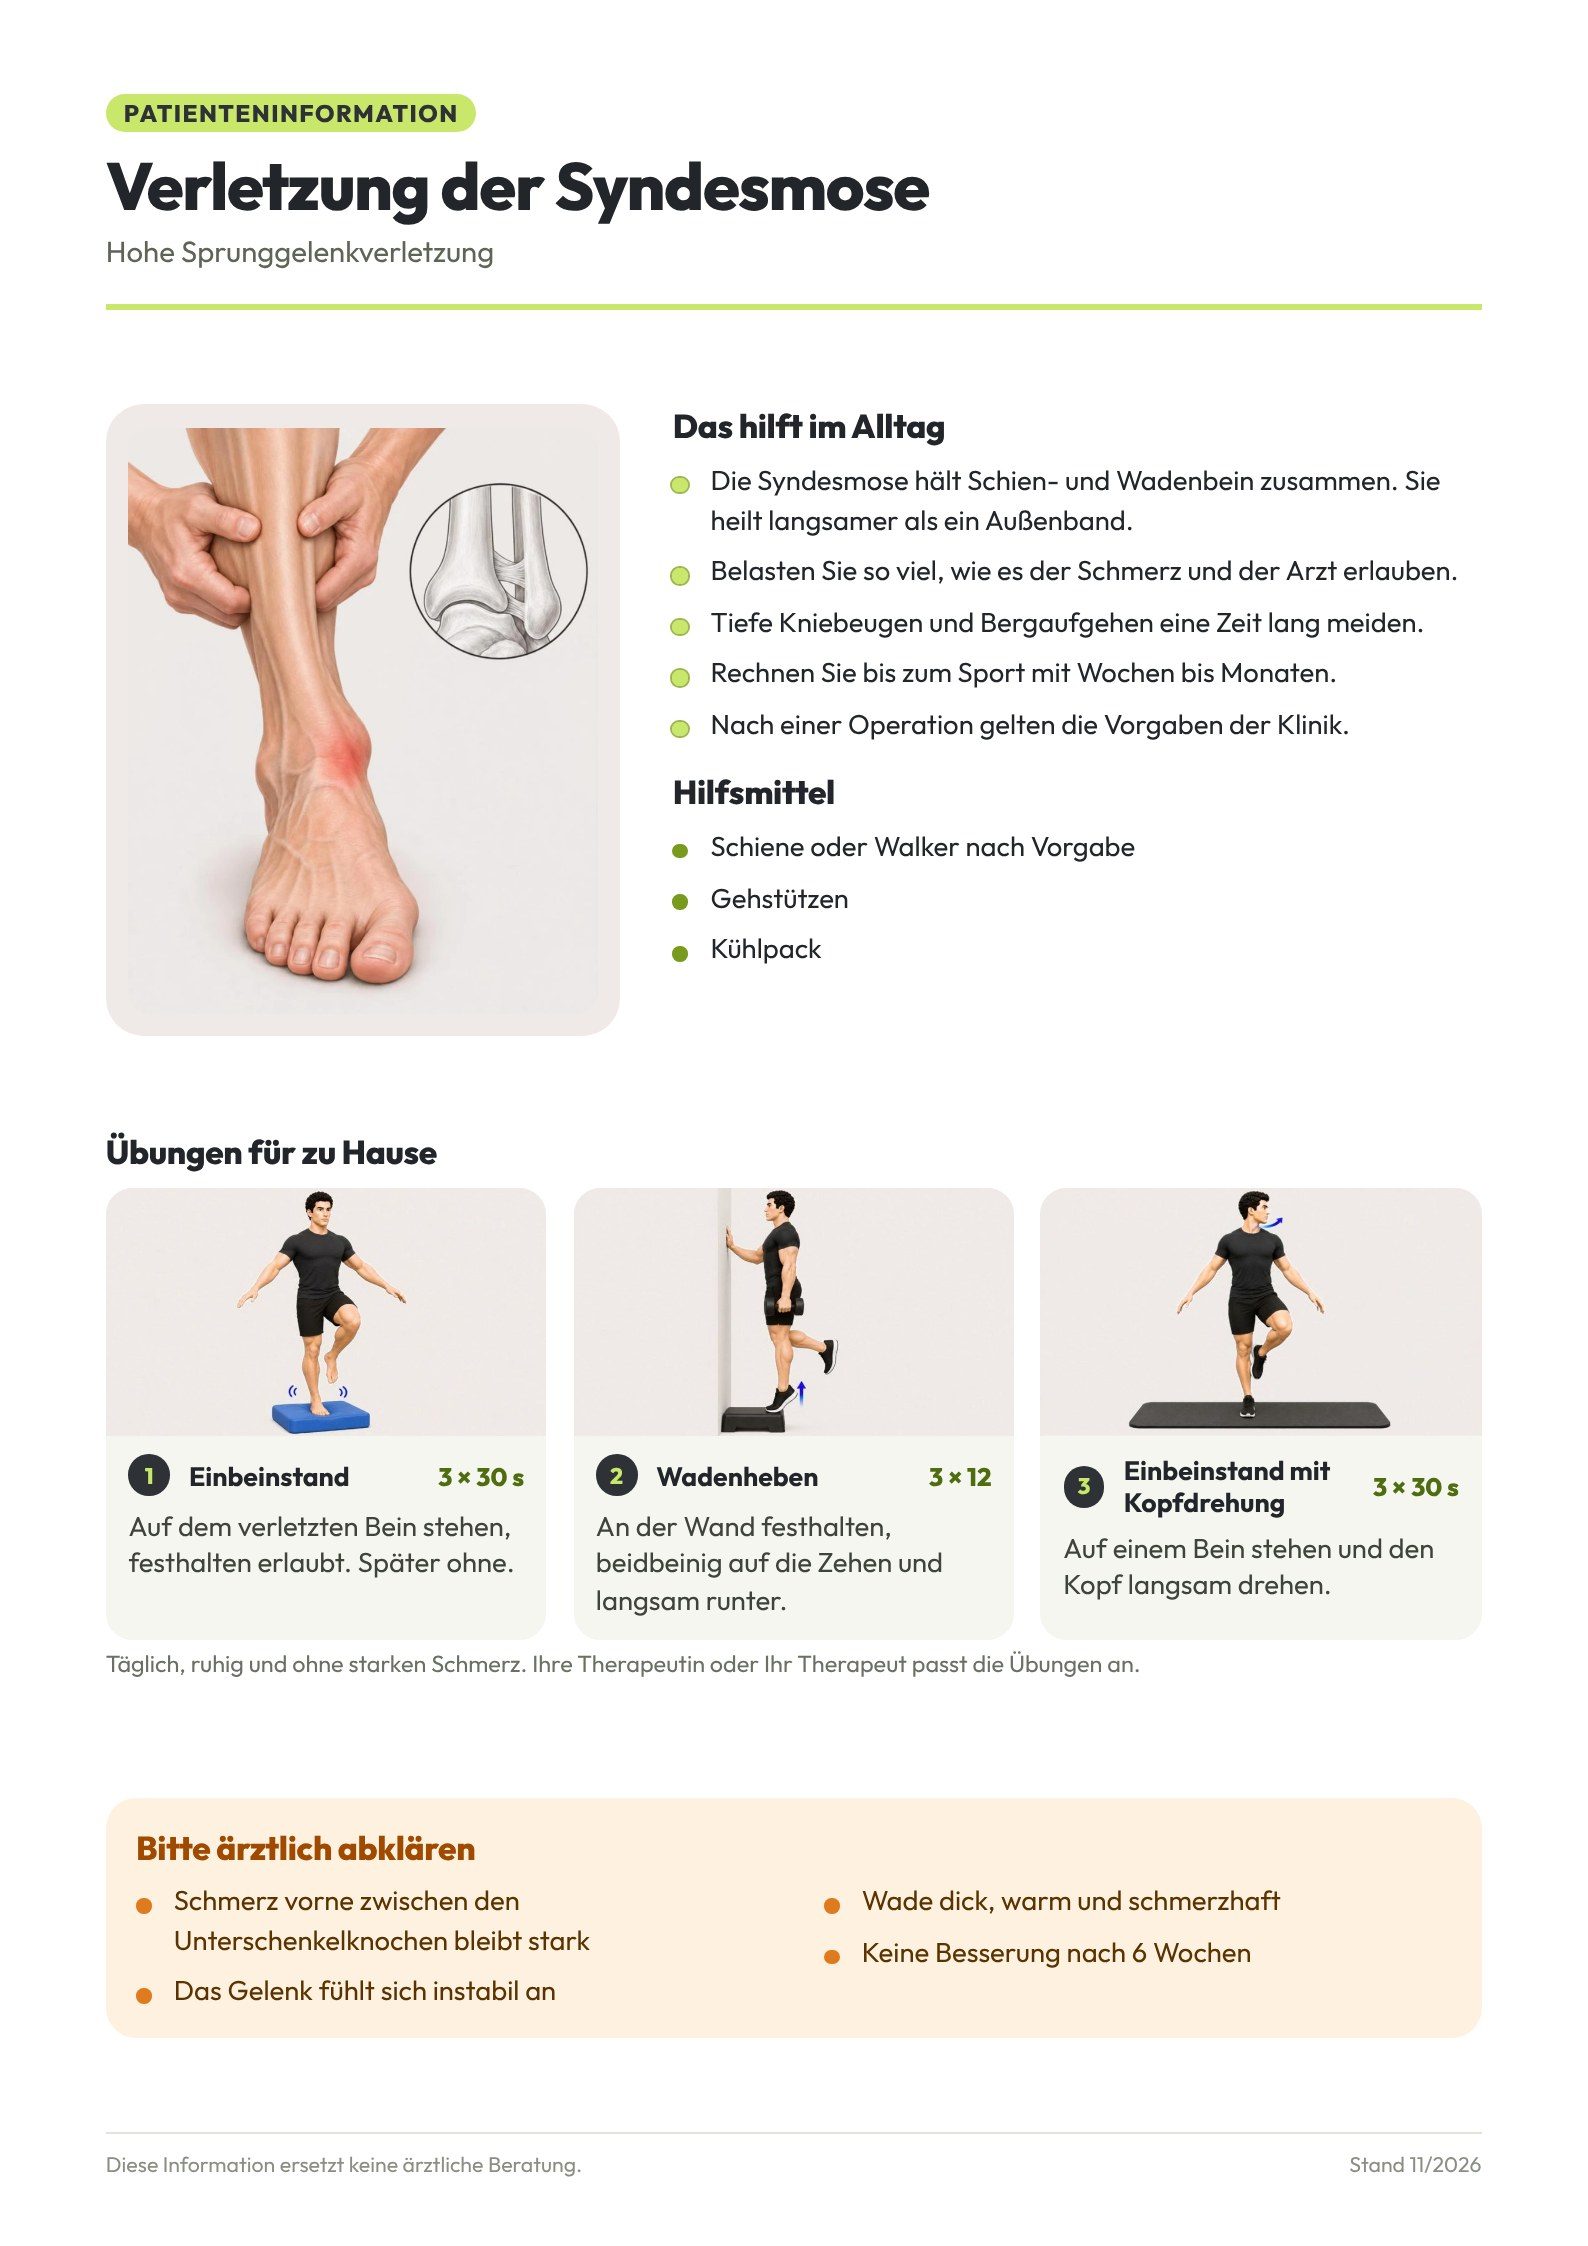 PATIENTENINFORMATION
Verletzung der Syndesmose
Hohe Sprunggelenkverletzung
Das hilft im Alltag
Die Syndesmose hält Schien- und Wadenbein zusammen. Sie
heilt langsamer als ein Außenband.
Belasten Sie so viel, wie es der Schmerz und der Arzt erlauben.
Tiefe Kniebeugen und Bergaufgehen eine Zeit lang meiden.
Rechnen Sie bis zum Sport mit Wochen bis Monaten.
Nach einer Operation gelten die Vorgaben der Klinik.
Hilfsmittel
Schiene oder Walker nach Vorgabe
Gehstützen
Kühlpack
Übungen für zu Hause
1 Einbeinstand 3 × 30 s
Auf dem verletzten Bein stehen,
festhalten erlaubt. Später ohne.
2 Wadenheben 3 × 12
An der Wand festhalten,
beidbeinig auf die Zehen und
langsam runter.
3 Einbeinstand mit
Kopfdrehung 3 × 30 s
Auf einem Bein stehen und den
Kopf langsam drehen.
Täglich, ruhig und ohne starken Schmerz. Ihre Therapeutin oder Ihr Therapeut passt die Übungen an.
Bitte ärztlich abklären
Schmerz vorne zwischen den
Unterschenkelknochen bleibt stark
Das Gelenk fühlt sich instabil an
Wade dick, warm und schmerzhaft
Keine Besserung nach 6 Wochen
Diese Information ersetzt keine ärztliche Beratung.
Stand 11/2026